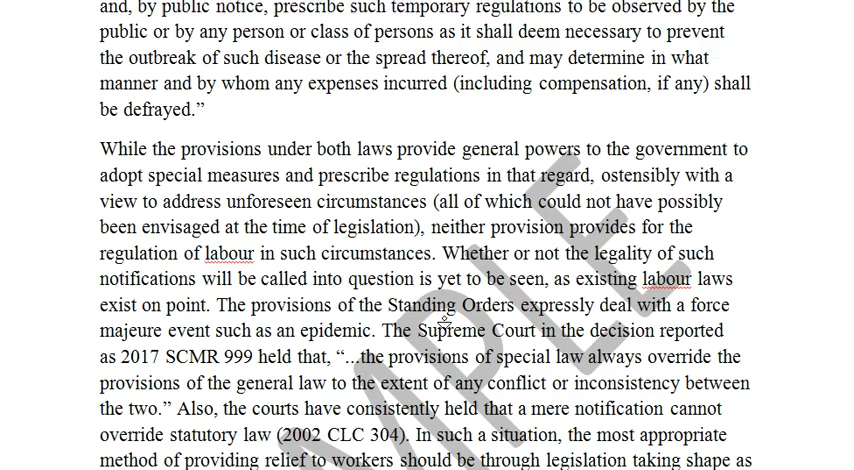 and, by public notice, prescribe such temporary regulations to be observed by the
public or by any person or class of persons as it shall deem necessary to prevent
the outbreak of such disease or the spread thereof, and may determine in what
manner and by whom any expenses incurred (including compensation, if any) shall
be defrayed.”
While the provisions under both laws provide general powers to the government to
adopt special measures and prescribe regulations in that regard, ostensibly with a
view to address unforeseen circumstances (all of which could not have possibly
been envisaged at the time of legislation), neither provision provides for the
regulation of labour in such circumstances. Whether or not the legality of such
notifications will be called into question is yet to be seen, as existing labour laws
exist on point. The provisions of the Standing Orders expressly deal with a force
majeure event such as an epidemic. The Supreme Court in the decision reported
as 2017 SCMR 999 held that, “...the provisions of special law always override the
provisions of the general law to the extent of any conflict or inconsistency between
the two.” Also, the courts have consistently held that a mere notification cannot
override statutory law (2002 CLC 304). In such a situation, the most appropriate
method of providing relief to workers should be through legislation taking shape as
MPLE